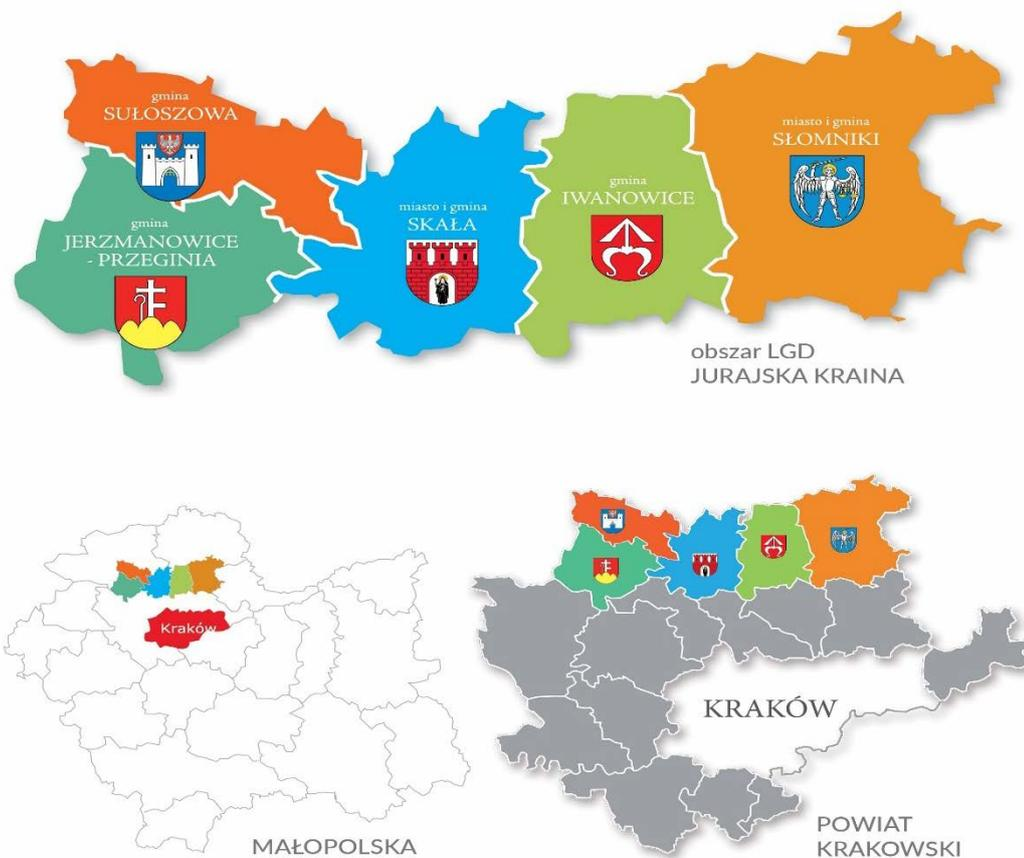 gmina
SUŁOSZOWA
miasto i gmina
SŁOMNIKI
gmina
IWANOWICE
miasto i gmina
SKAŁA
gmina
JERZMANOWICE
- PRZEGINIA
obszar LGD
JURAJSKA KRAINA
Kraków
MAŁOPOLSKA
KRAKÓW
POWIAT
KRAKOWSKI